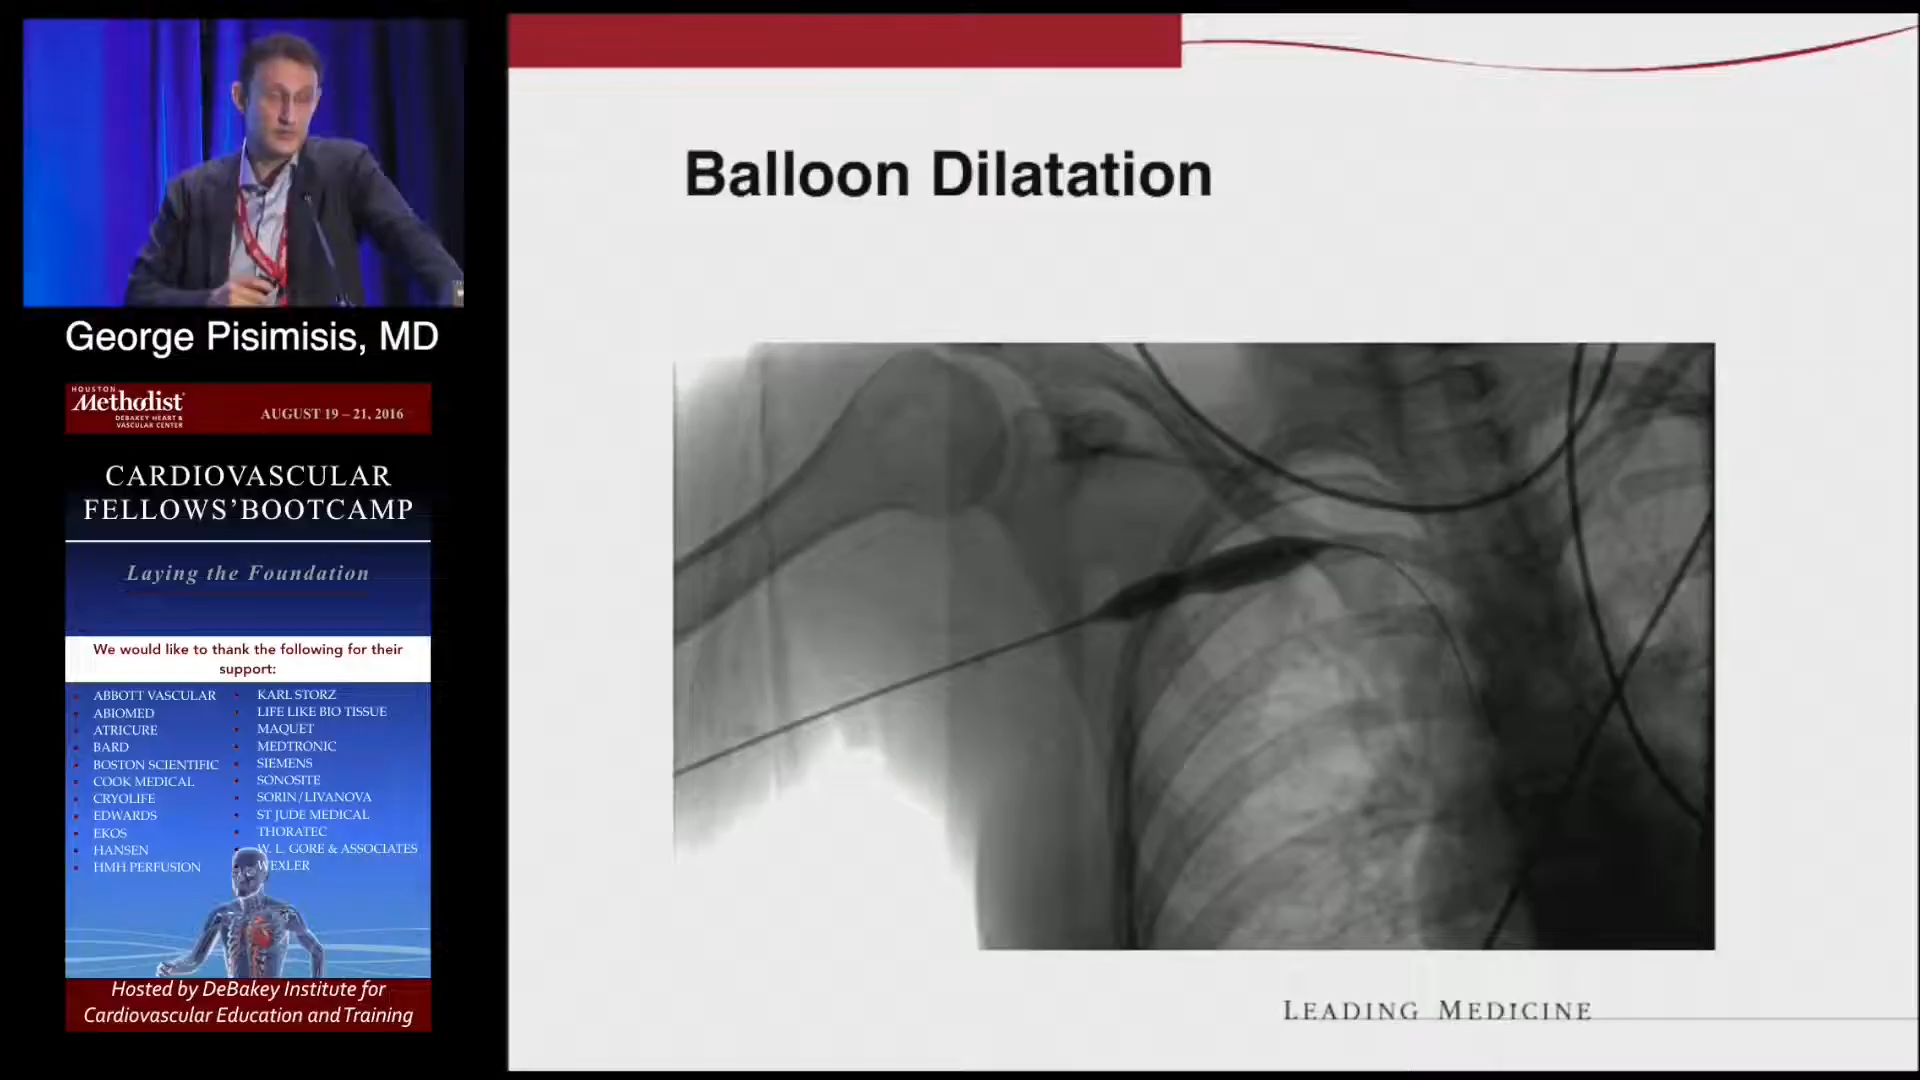 Balloon Dilatation
George Pisimisis, MD
HOUSTON
Methodist
DEBAKEY HEART &
VASCULAR CENTER
AUGUST 19 – 21, 2016
CARDIOVASCULAR
FELLOWS'BOOTCAMP
Laying the Foundation
We would like to thank the following for their
support:
ABBOTT VASCULAR
ABIOMED
ATRICURE
BARD
BOSTON SCIENTIFIC
COOK MEDICAL
CRYOLIFE
EDWARDS
EKOS
HANSEN
HMH PERFUSION
KARL STORZ
LIFE LIKE BIO TISSUE
MAQUET
MEDTRONIC
SIEMENS
SONOSITE
SORIN/LIVANOVA
ST JUDE MEDICAL
THORATEC
W. L. GORE & ASSOCIATES
WEXLER
Hosted by DeBakey Institute for
Cardiovascular Education and Training
LEADING MEDICINE